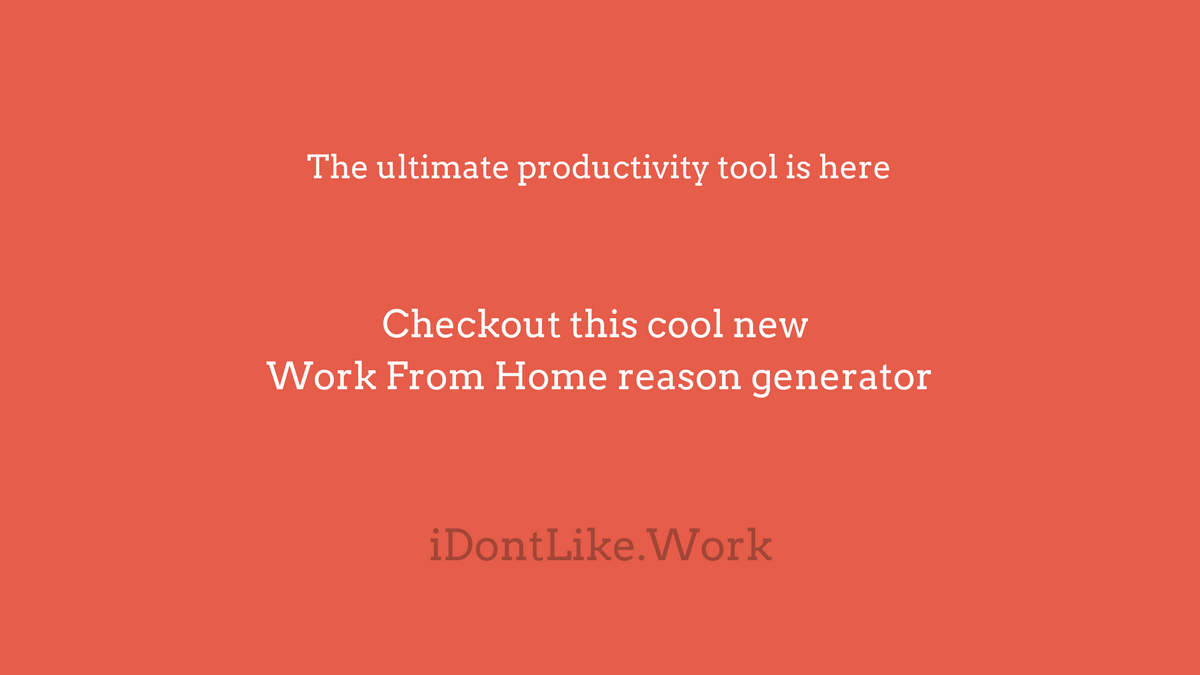 The ultimate productivity tool is here
Checkout this cool new
Work From Home reason generator
iDontLike.Work